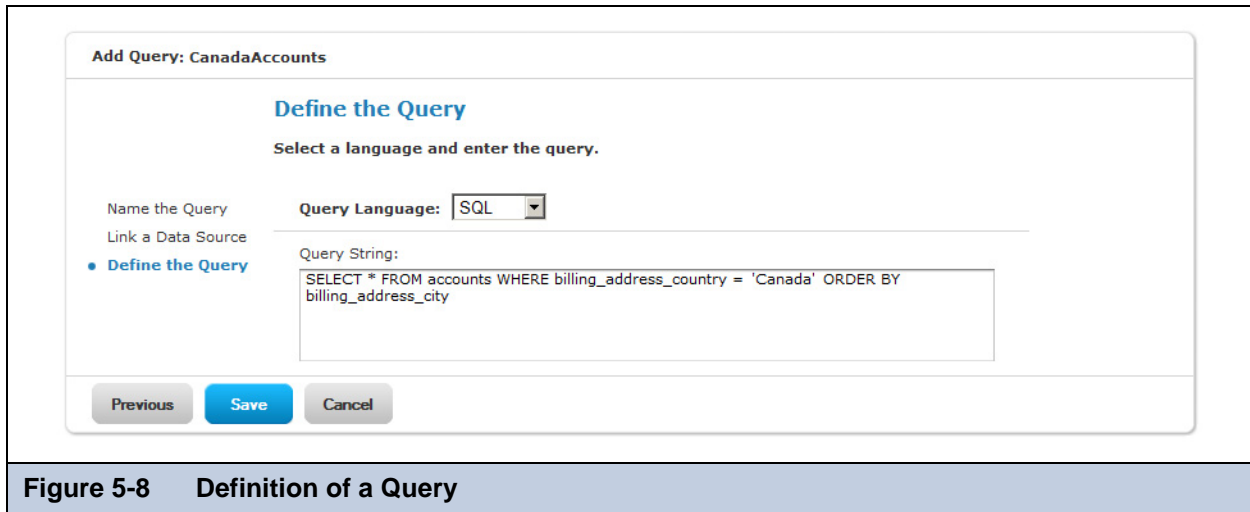 Add Query: CanadaAccounts
Define the Query
Select a language and enter the query.
Name the Query
Link a Data Source
Define the Query
Query Language: SQL
Query String:
SELECT * FROM accounts WHERE billing_address_country = 'Canada' ORDER BY
billing_address_city
Previous Save Cancel
Figure 5-8 Definition of a Query